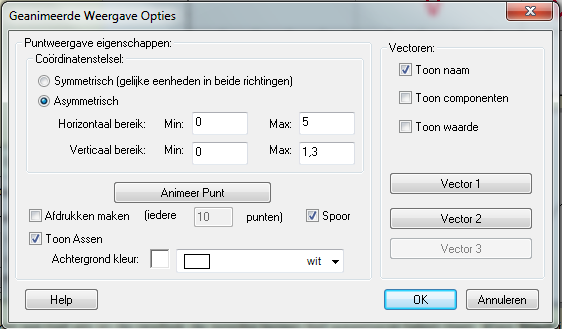 Geanimeerde Weergave Opties
Puntweergave eigenschappen:
Coördinatenstelsel:
Symmetrisch (gelijke eenheden in beide richtingen)
Asymmetrisch
Horizontaal bereik: Min: 0 Max: 5
Verticaal bereik: Min: 0 Max: 1,3
Animeer Punt
Afdrukken maken (iedere 10 punten) Spoor
Toon Assen
Achtergrond kleur: wit
Vectoren:
Toon naam
Toon componenten
Toon waarde
Vector 1
Vector 2
Vector 3
Help
OK
Annuleren